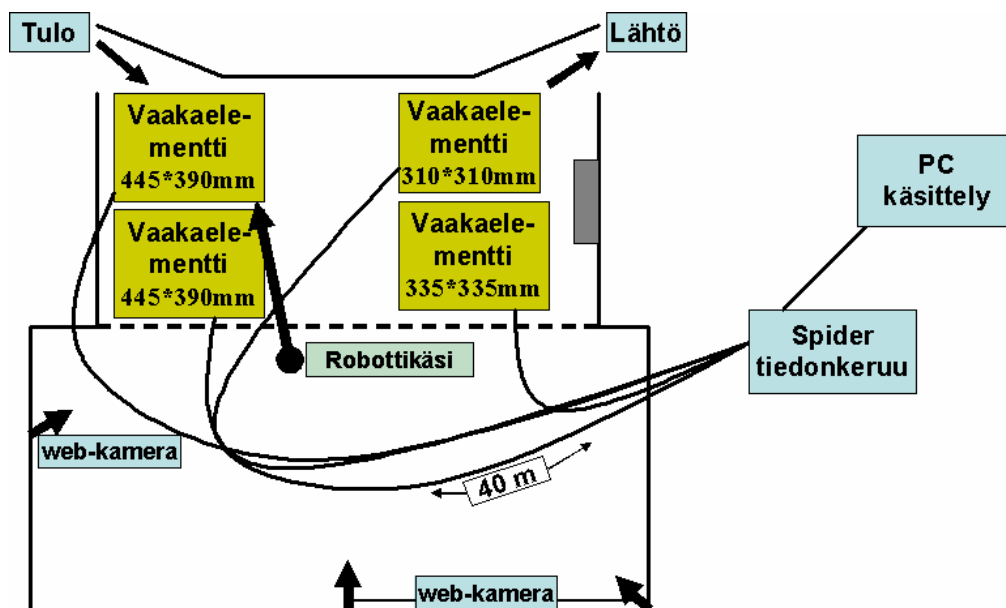 Tulo
Lähtö
Vaakaele-
mentti
445*390mm
Vaakaele-
mentti
310*310mm
PC
käsittely
Vaakaele-
mentti
445*390mm
Vaakaele-
mentti
335*335mm
Spider
tiedonkeruu
Robottikäsi
web-kamera
40 m
web-kamera